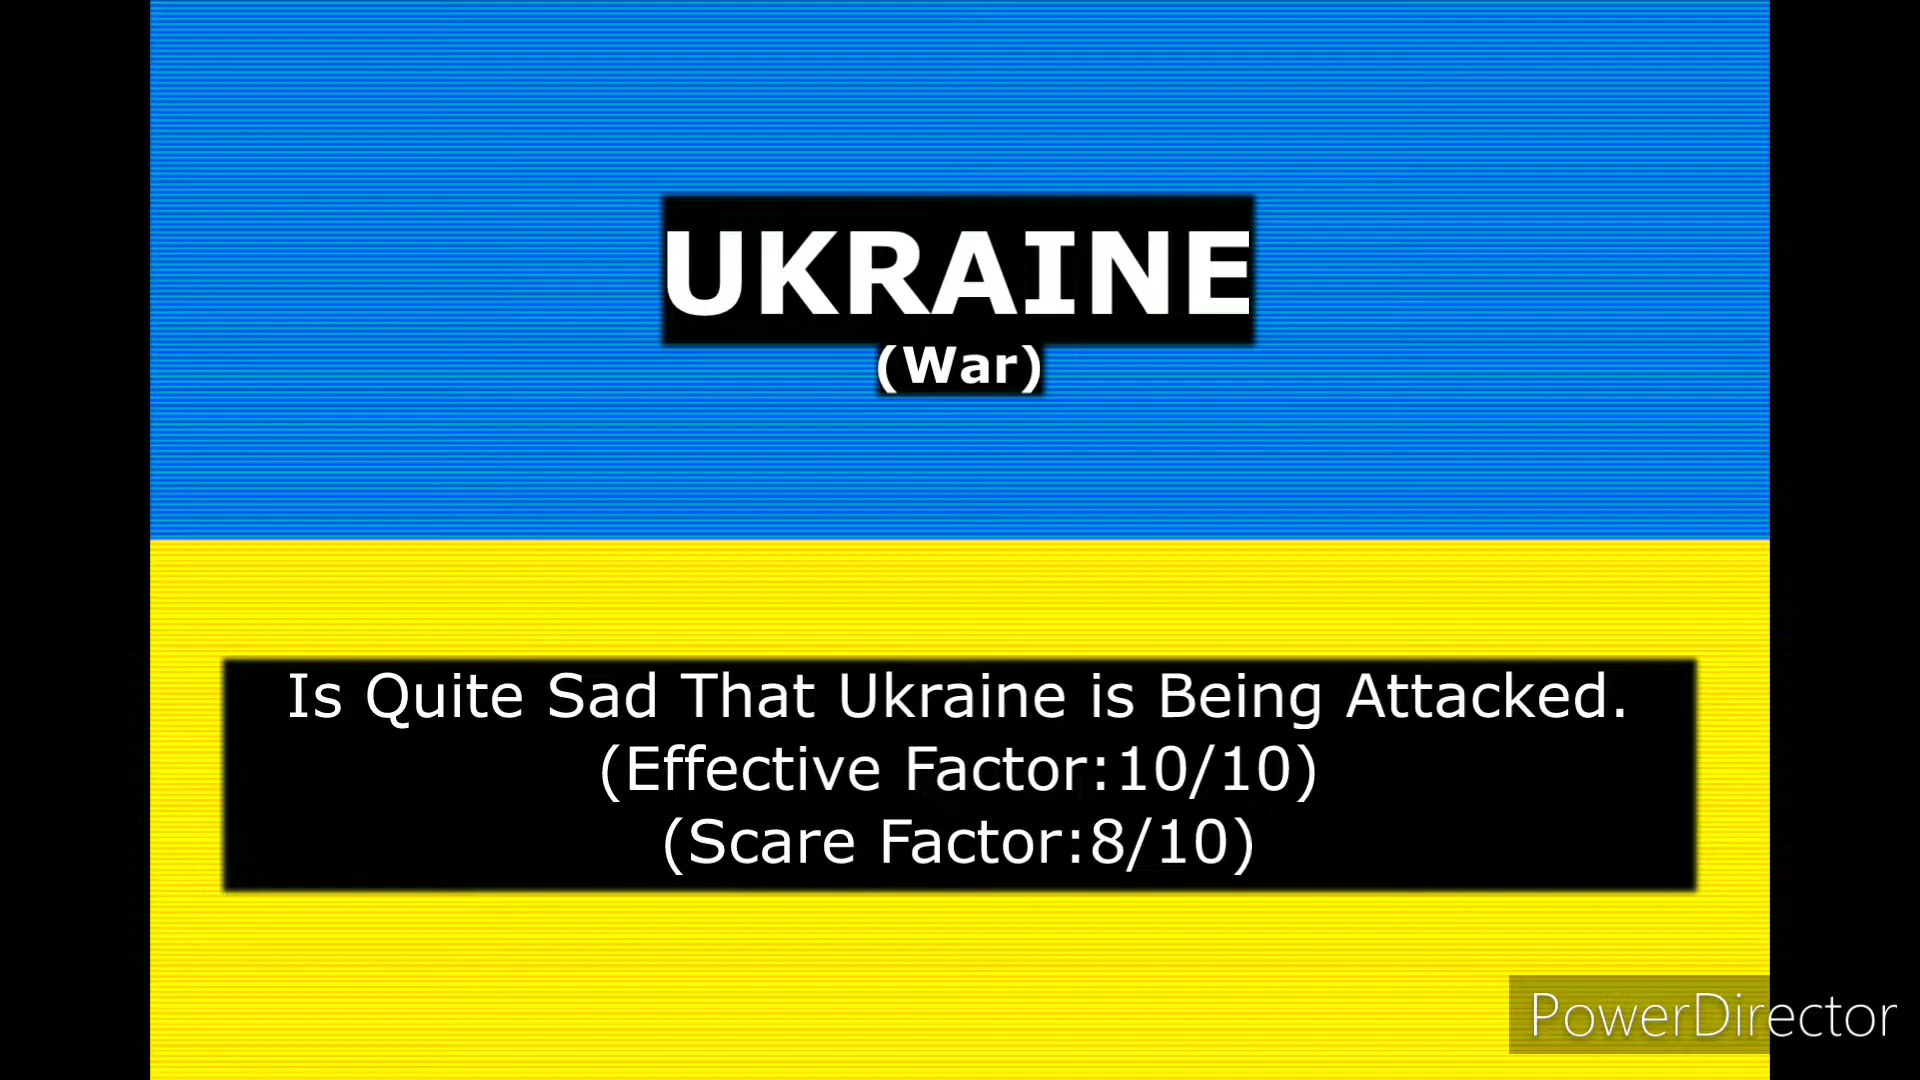 UKRAINE
(War)
Is Quite Sad That Ukraine is Being Attacked.
(Effective Factor:10/10)
(Scare Factor:8/10)
PowerDirector